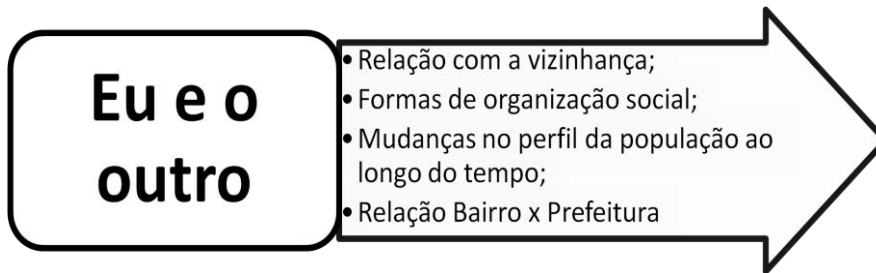 Eu e o
outro
• Relação com a vizinhança;
• Formas de organização social;
• Mudanças no perfil da população ao
longo do tempo;
• Relação Bairro x Prefeitura